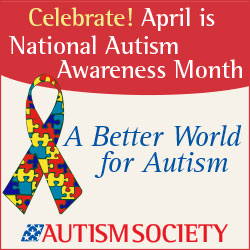 Celebrate! April is
National Autism
Awareness Month
A Better World
for Autism
AUTISM SOCIETY